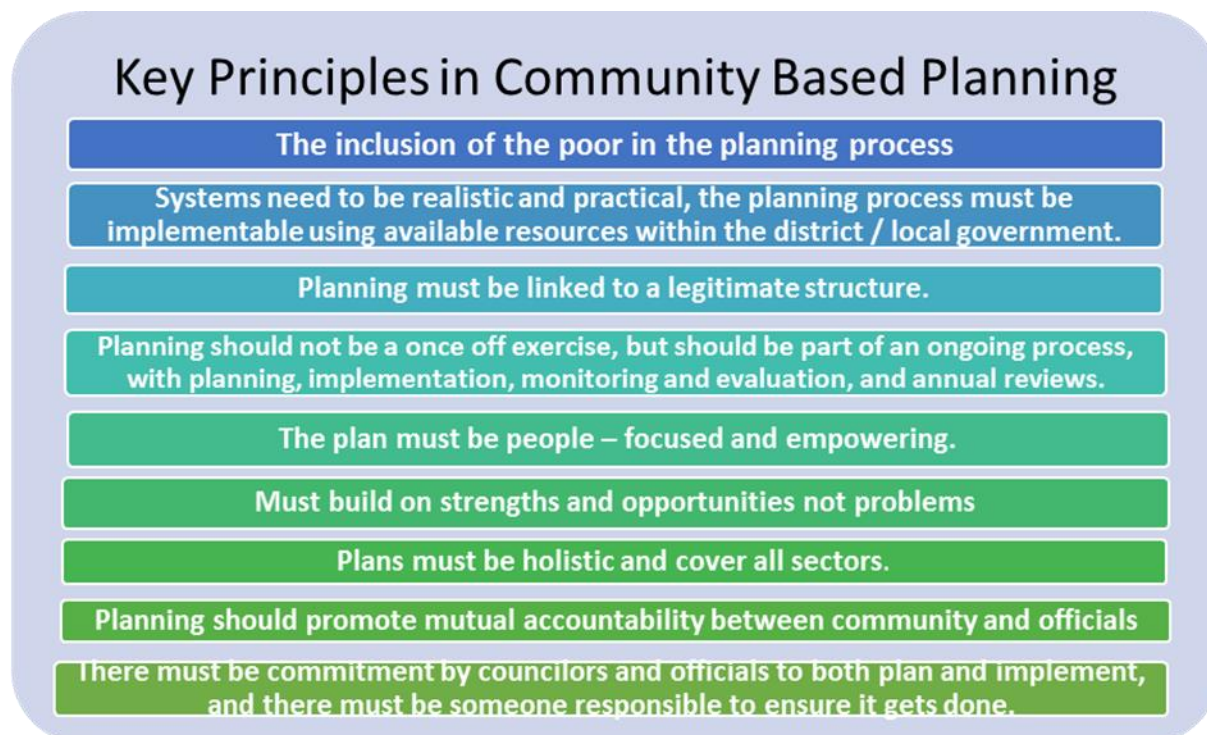 Key Principles in Community Based Planning
The inclusion of the poor in the planning process
Systems need to be realistic and practical, the planning process must be
implementable using available resources within the district / local government.
Planning must be linked to a legitimate structure.
Planning should not be a once off exercise, but should be part of an ongoing process,
with planning, implementation, monitoring and evaluation, and annual reviews.
The plan must be people – focused and empowering.
Must build on strengths and opportunities not problems
Plans must be holistic and cover all sectors.
Planning should promote mutual accountability between community and officials
There must be commitment by councilors and officials to both plan and implement,
and there must be someone responsible to ensure it gets done.